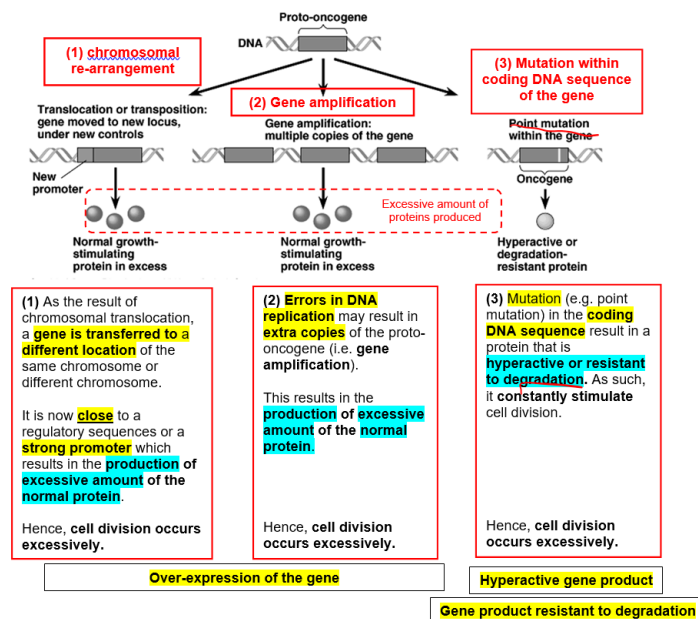 Proto-oncogene
DNA
(1) chromosomal
re-arrangement
(2) Gene amplification
(3) Mutation within
coding DNA sequence
of the gene
Translocation or transposition:
gene moved to new locus,
under new controls
Gene amplification:
multiple copies of the gene
Point mutation
within the gene
New
promoter
Oncogene
Excessive amount of
proteins produced
Normal growth-
stimulating
protein in excess
Normal growth-
stimulating
protein in excess
Hyperactive or
degradation-
resistant protein
(1) As the result of
chromosomal translocation,
a gene is transferred to a
different location of the
same chromosome or
different chromosome.
It is now close to a
regulatory sequences or a
strong promoter which
results in the production of
excessive amount of the
normal protein.
Hence, cell division occurs
excessively.
(2) Errors in DNA
replication may result in
extra copies of the proto-
oncogene (i.e. gene
amplification).
This results in the
production of excessive
amount of the normal
protein.
Hence, cell division
occurs excessively.
(3) Mutation (e.g. point
mutation) in the coding
DNA sequence result in a
protein that is
hyperactive or resistant
to degradation. As such,
it constantly stimulate
cell division.
Hence, cell division
occurs excessively.
Over-expression of the gene
Hyperactive gene product
Gene product resistant to degradation